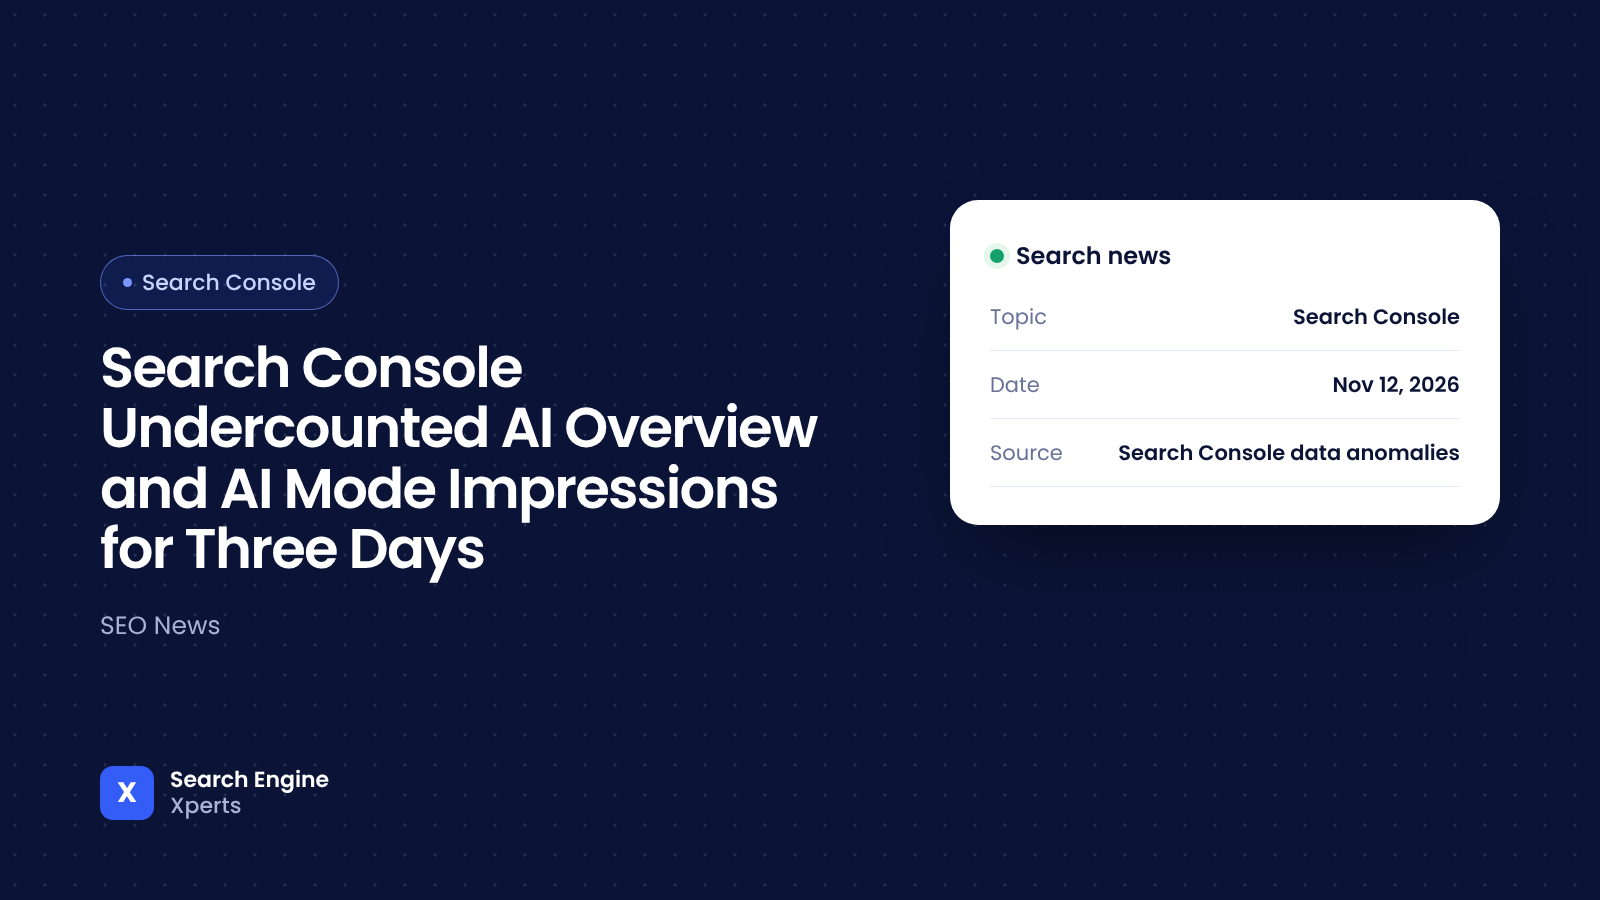 Search Console
Search Console
Undercounted AI Overview
and AI Mode Impressions
for Three Days
SEO News
X
Search Engine
Xperts
Search news
Topic Search Console
Date Nov 12, 2026
Source Search Console data anomalies